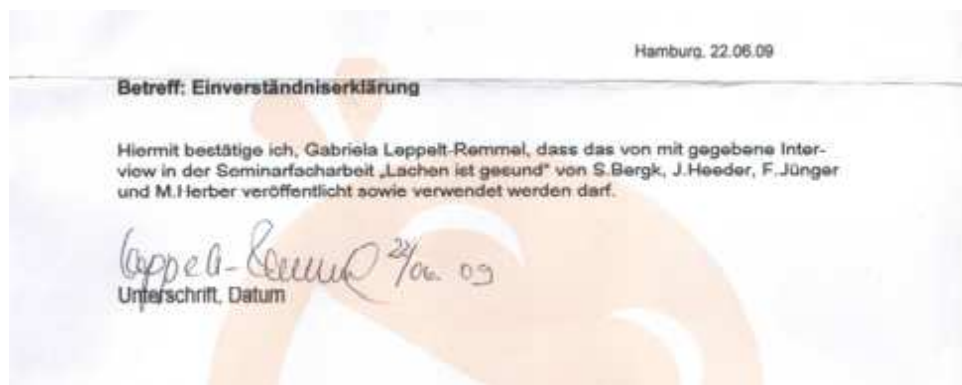 Hamburg, 22.06.09
Betreff: Einverständniserklärung
Hiermit bestätige ich, Gabriela Leppelt-Remmel, dass das von mit gegebene Inter-
view in der Seminarfacharbeit „Lachen ist gesund" von S.Bergk, J.Heeder, F.Jünger
und M.Herber veröffentlicht sowie verwendet werden darf.
Leppelt-Remmel 22/06. 09
Unterschrift, Datum